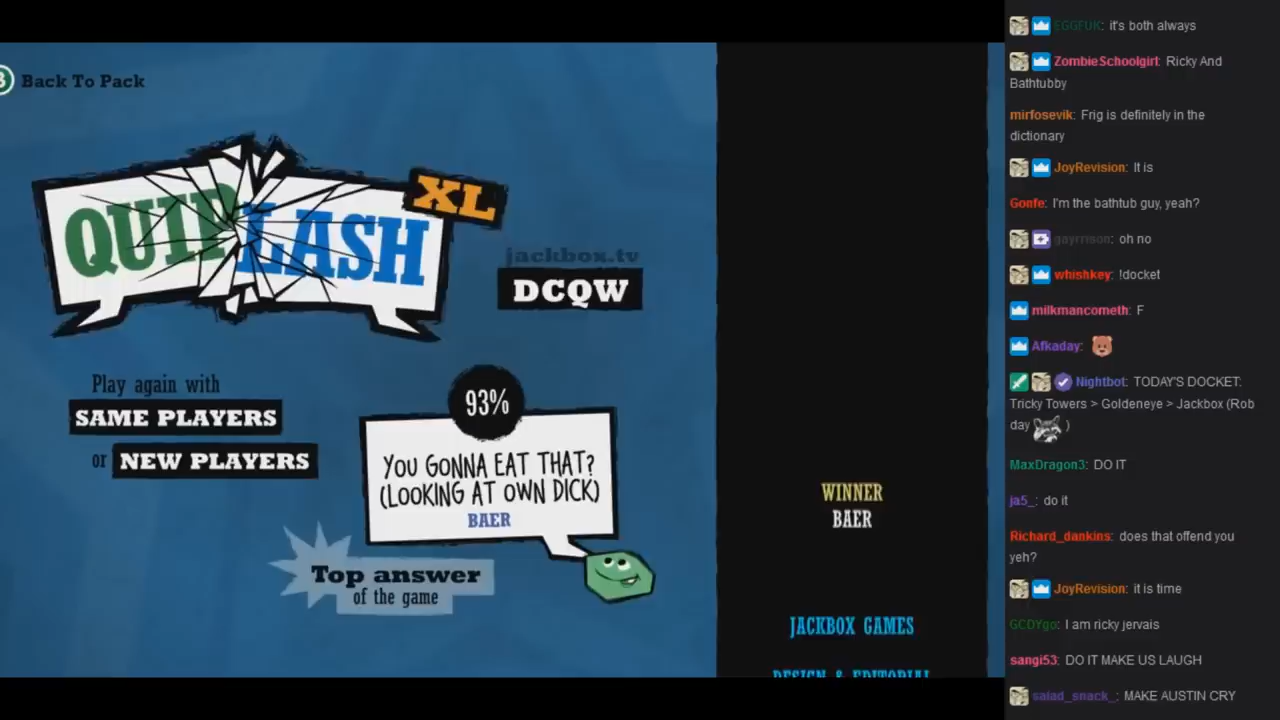 Back To Pack
QUIPLASH XL
jackbox.tv
DCQW
Play again with
SAME PLAYERS
or NEW PLAYERS
93%
YOU GONNA EAT THAT?
(LOOKING AT OWN DICK)
BAER
Top answer
of the game
WINNER
BAER
JACKBOX GAMES
DESIGN & EDITORIAL
EGGFUK: it's both always
ZombieSchoolgirl: Ricky And
Bathtubby
mirfosevik: Frig is definitely in the
dictionary
JoyRevision: It is
Gonfe: I'm the bathtub guy, yeah?
gayrrison: oh no
whishkey: !docket
milkmancometh: F
Afkaday:
Nightbot: TODAY'S DOCKET:
Tricky Towers > Goldeneye > Jackbox (Rob
day )
MaxDragon3: DO IT
ja5_: do it
Richard_dankins: does that offend you
yeh?
JoyRevision: it is time
GCDYgo: I am ricky jervais
sangi53: DO IT MAKE US LAUGH
salad_snack_: MAKE AUSTIN CRY